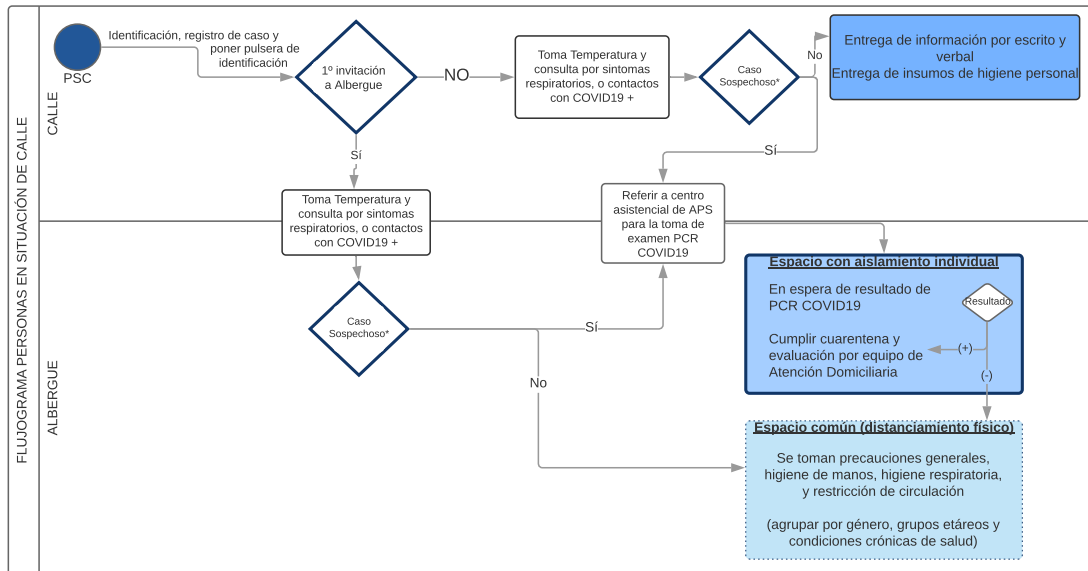 FLUJOGRAMA PERSONAS EN SITUACIÓN DE CALLE
CALLE
PSC
Identificación, registro de caso y
poner pulsera de
identificación
1º invitación
a Albergue
NO
Toma Temperatura y
consulta por sintomas
respiratorios, o contactos
con COVID19 +
Caso
Sospechoso*
No
Entrega de información por escrito y
verbal
Entrega de insumos de higiene personal
Sí
Sí
Toma Temperatura y
consulta por sintomas
respiratorios, o contactos
con COVID19 +
Referir a centro
asistencial de APS
para la toma de
examen PCR
COVID19
ALBERGUE
Caso
Sospechoso*
Sí
No
Espacio con aislamiento individual
En espera de resultado de
PCR COVID19
Resultado
Cumplir cuarentena y
evaluación por equipo de
Atención Domiciliaria
(+)
(-)
Espacio común (distanciamiento físico)
Se toman precauciones generales,
higiene de manos, higiene respiratoria,
y restricción de circulación
(agrupar por género, grupos etáreos y
condiciones crónicas de salud)